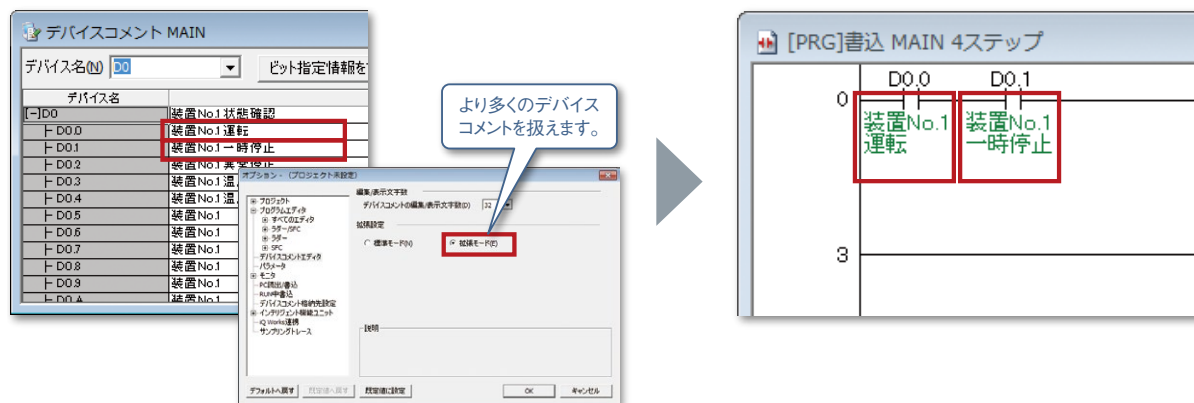 デバイスコメント MAIN
デバイス名(N) D0
ビット指定情報を
デバイス名
[-]D0 装置No.1 状態確認
D0.0 装置No.1 運転
D0.1 装置No.1 一時停止
D0.2 装置No.1 異常停止
D0.3 装置No.1 温
D0.4 装置No.1 温
D0.5 装置No.1
D0.6 装置No.1
D0.7 装置No.1
D0.8 装置No.1
D0.9 装置No.1
D0.A 装置No.1
より多くのデバイス
コメントを扱えます。
オプション - (プロジェクト未設定)
プロジェクト
プログラムエディタ
すべてのエディタ
ラダー/SFC
ラダー
SFC
デバイスコメントエディタ
パラメータ
モニタ
PC読出/書込
RUN中書込
デバイスコメント格納先設定
インテリジェント機能ユニット
iQ Works連携
サンプリングトレース
編集/表示文字数
デバイスコメントの編集/表示文字数(D) 32
拡張設定
標準モード(N)
拡張モード(E)
説明
デフォルトへ戻す
既定値へ戻す
既定値に設定
OK
キャンセル
[PRG]書込 MAIN 4ステップ
D0.0 D0.1
0
装置No.1
運転
装置No.1
一時停止
3